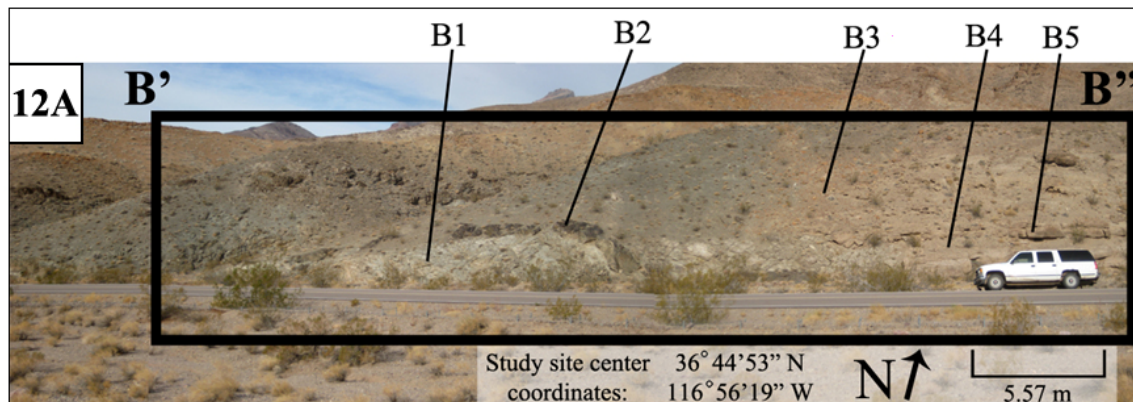 B1 B2 B3 B4 B5
12A
B’ B”
Study site center 36°44’53” N
coordinates: 116°56’19” W
N
5.57 m